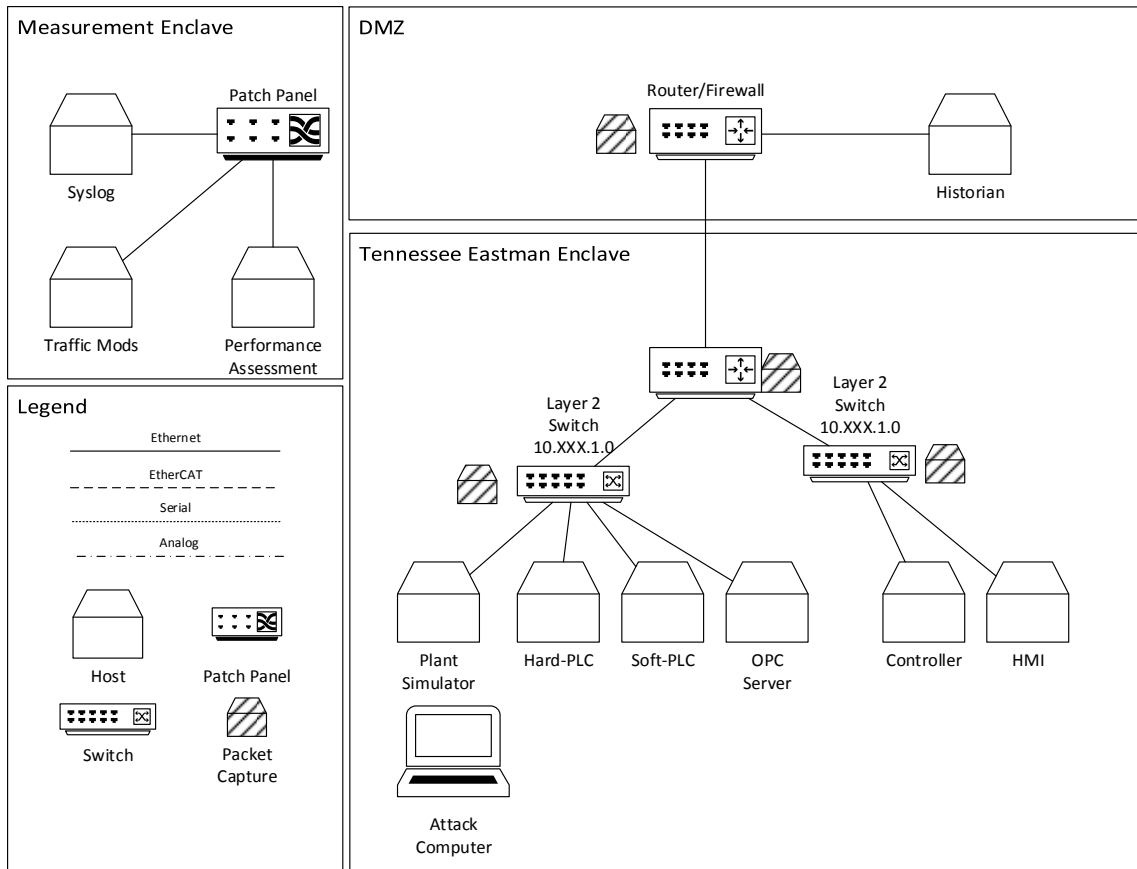 Measurement Enclave
Patch Panel
Syslog
Traffic Mods
Performance
Assessment
Legend
Ethernet
EtherCAT
Serial
Analog
Host
Patch Panel
Switch
Packet
Capture
DMZ
Router/Firewall
Historian
Tennessee Eastman Enclave
Layer 2
Switch
10.XXX.1.0
Layer 2
Switch
10.XXX.1.0
Plant
Simulator
Hard-PLC
Soft-PLC
OPC
Server
Controller
HMI
Attack
Computer